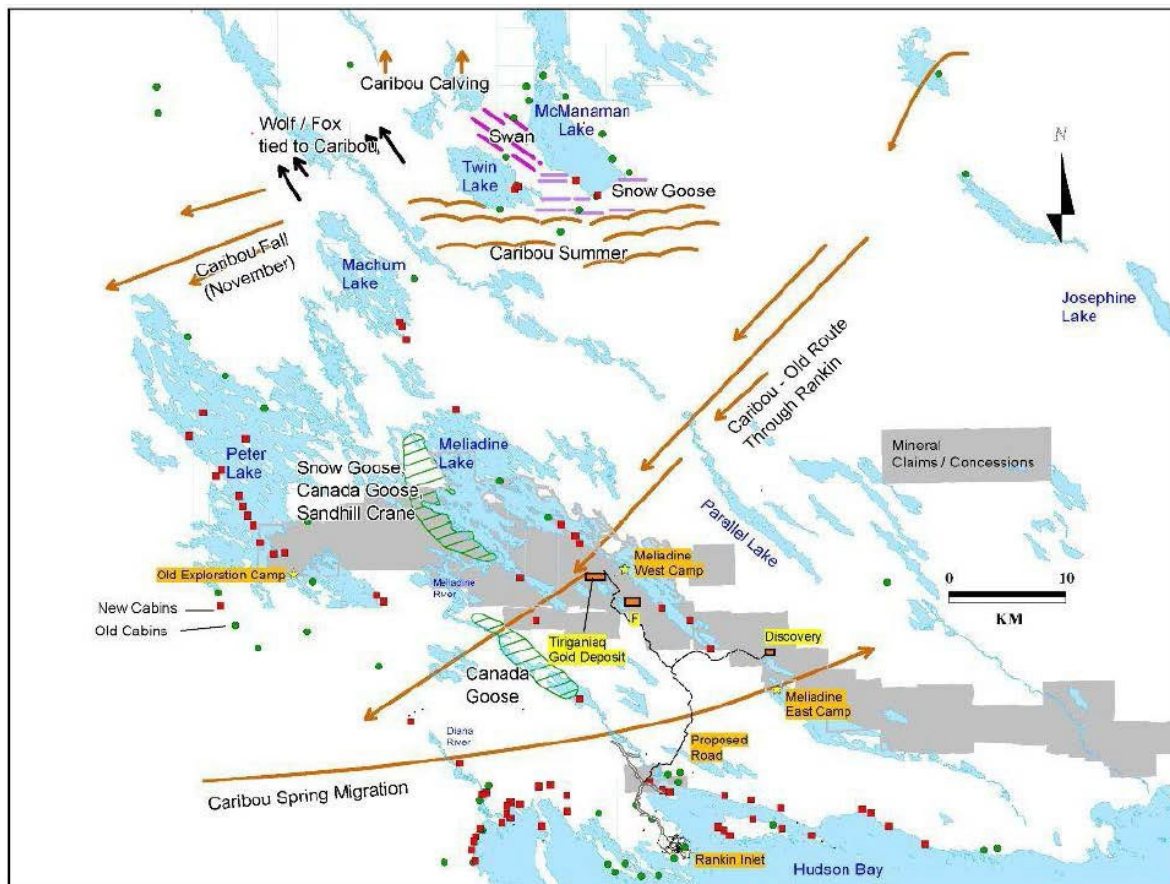 Caribou Calving
McManaman
Lake
Wolf / Fox
tied to Caribou
Swan
Twin
Lake
Snow Goose
N
Caribou Fall
(November)
Caribou Summer
Machum
Lake
Josephine
Lake
Caribou - Old Route
Through Rankin
Mineral
Claims / Concessions
Peter
Lake
Meliadine
Lake
Snow Goose,
Canada Goose,
Sandhill Crane
Parallel Lake
Old Exploration Camp
Meliadine
West Camp
0 10
KM
Meliadine
River
New Cabins
Old Cabins
F
Tiriganiaq
Gold Deposit
Discovery
Canada
Goose
Meliadine
East Camp
Diana
River
Proposed
Road
Caribou Spring Migration
Rankin Inlet
Hudson Bay